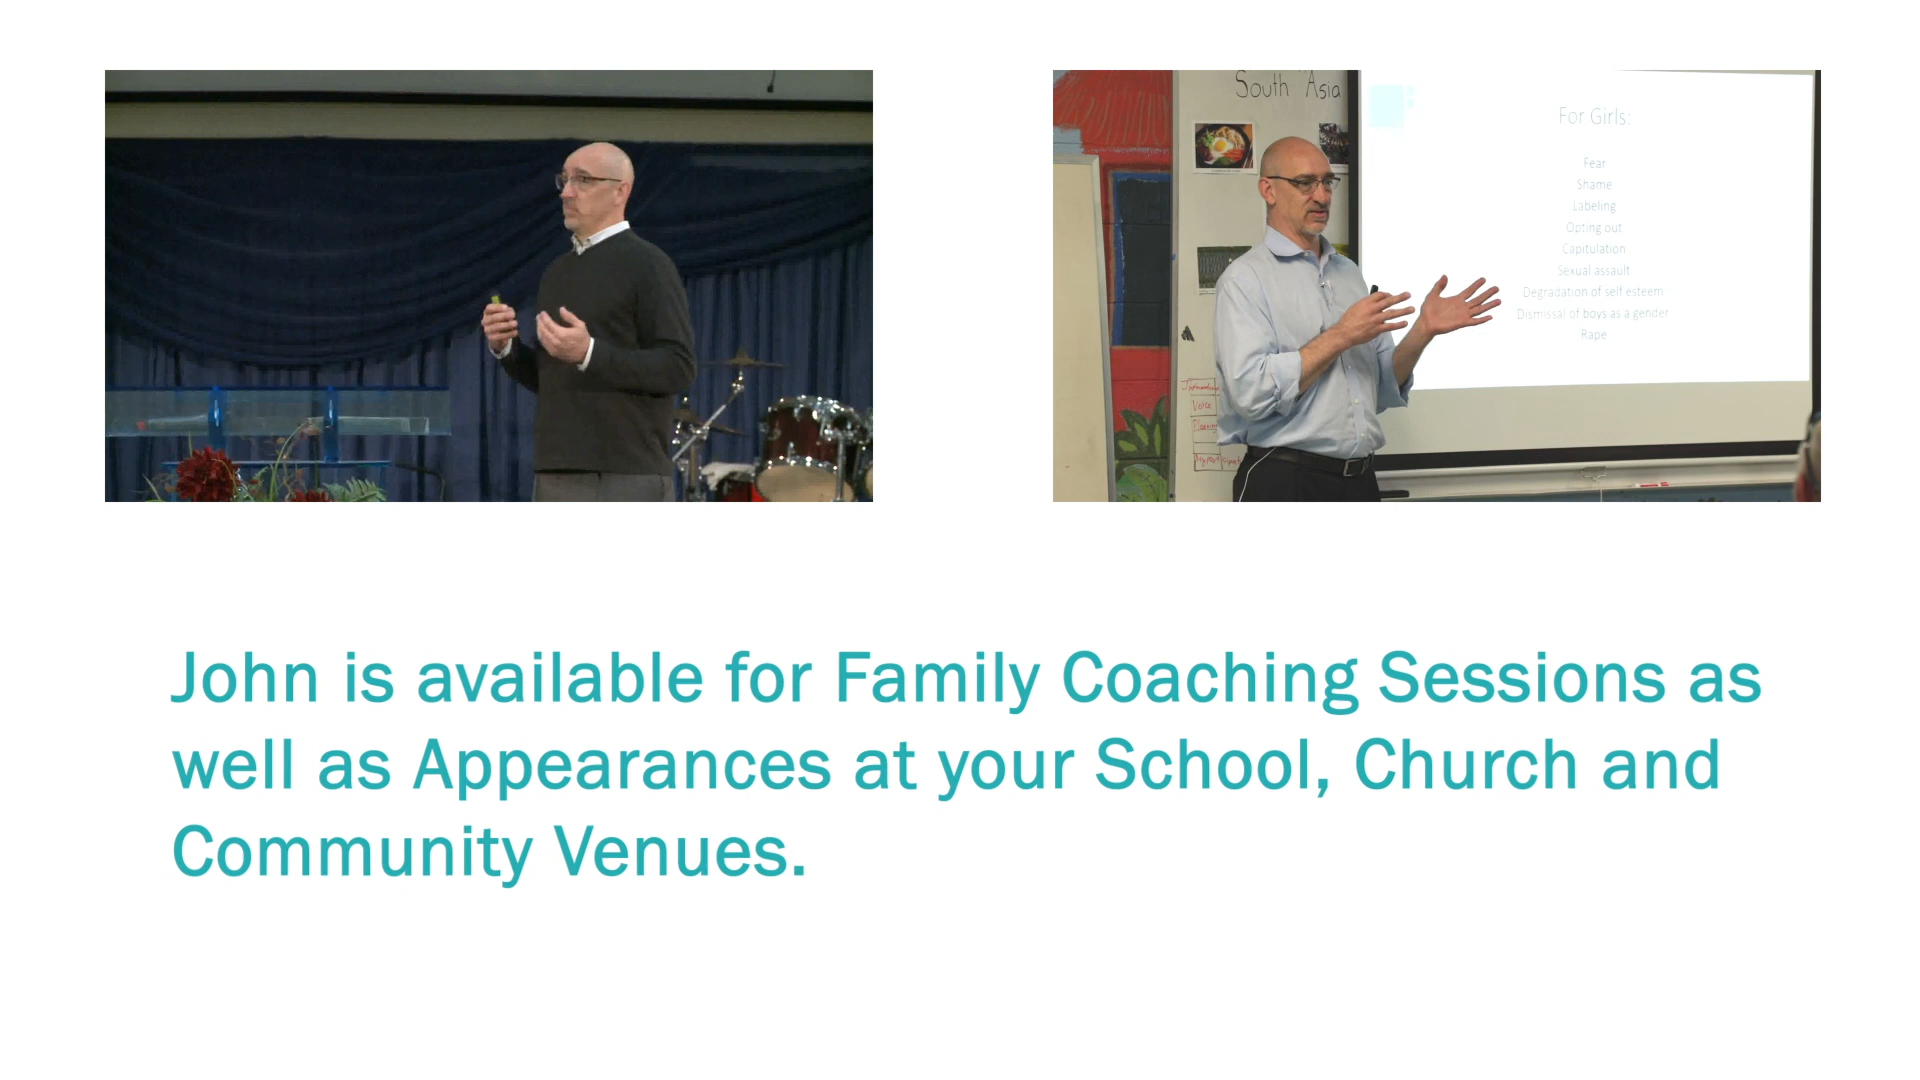 South Asia
For Girls:
Fear
Shame
Labeling
Opting out
Capitulation
Sexual assault
Degradation of self esteem
Dismissal of boys as a gender
Rape
Voice
John is available for Family Coaching Sessions as
well as Appearances at your School, Church and
Community Venues.